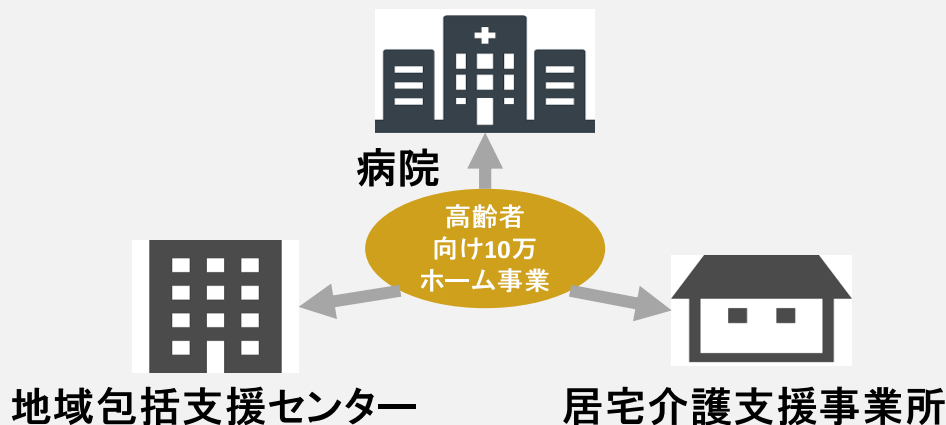 病院
高齢者
向け10万
ホーム事業
地域包括支援センター
居宅介護支援事業所